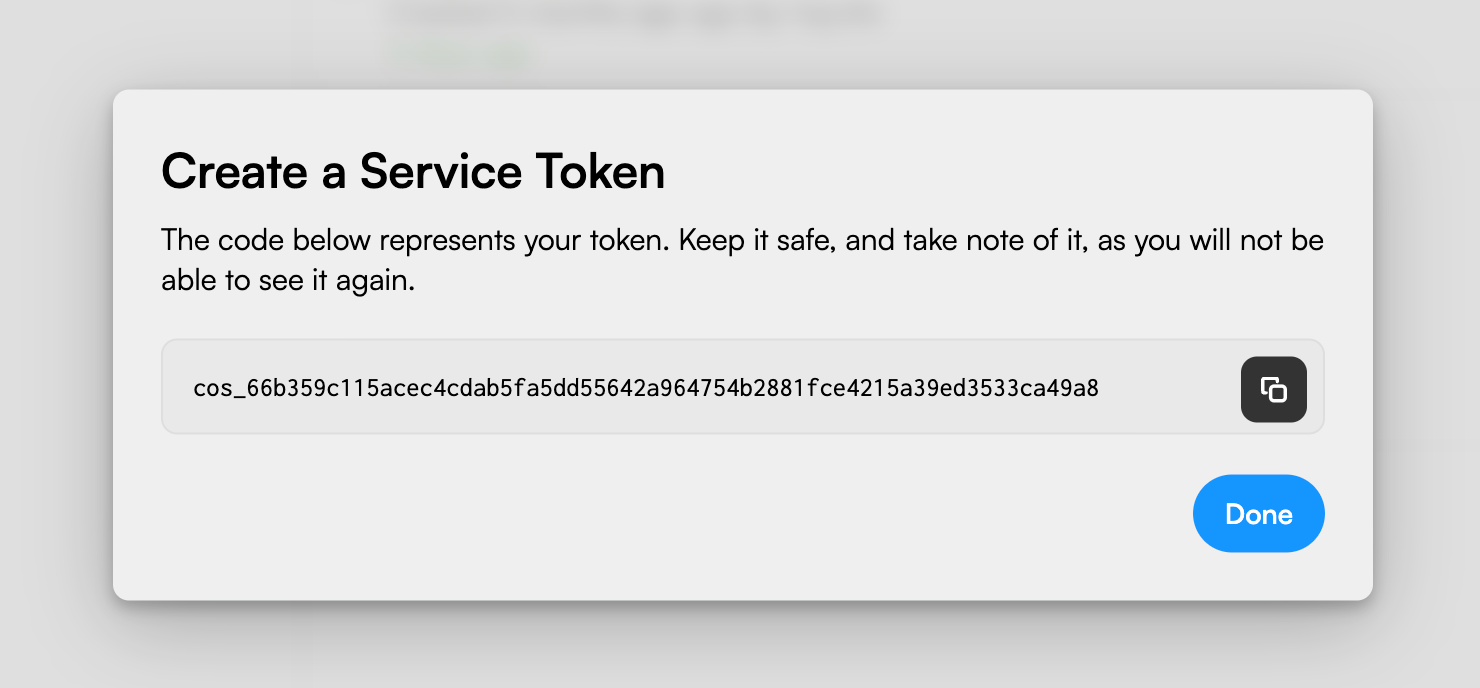 Create a Service Token
The code below represents your token. Keep it safe, and take note of it, as you will not be
able to see it again.
cos_66b359c115acec4cdab5fa5dd55642a964754b2881fce4215a39ed3533ca49a8
Done